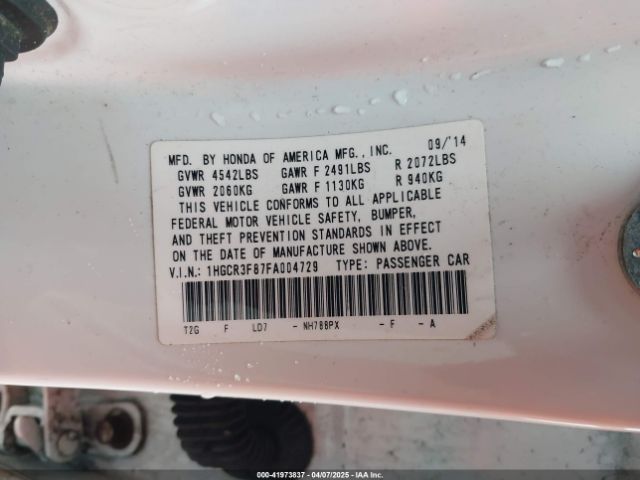 MFD. BY HONDA OF AMERICA MFG., INC. 09/'14
GVWR 4542LBS GAWR F 2491LBS R 2072LBS
GVWR 2060KG GAWR F 1130KG R 940KG
THIS VEHICLE CONFORMS TO ALL APPLICABLE
FEDERAL MOTOR VEHICLE SAFETY, BUMPER,
AND THEFT PREVENTION STANDARDS IN EFFECT
ON THE DATE OF MANUFACTURE SHOWN ABOVE.
V.I.N.: 1HGCR3F87FA004729 TYPE: PASSENGER CAR
T2G F LD7 -NH788PX -F -A
00-41973837 - 04/07/2025 - Copyright © IAA, Inc.